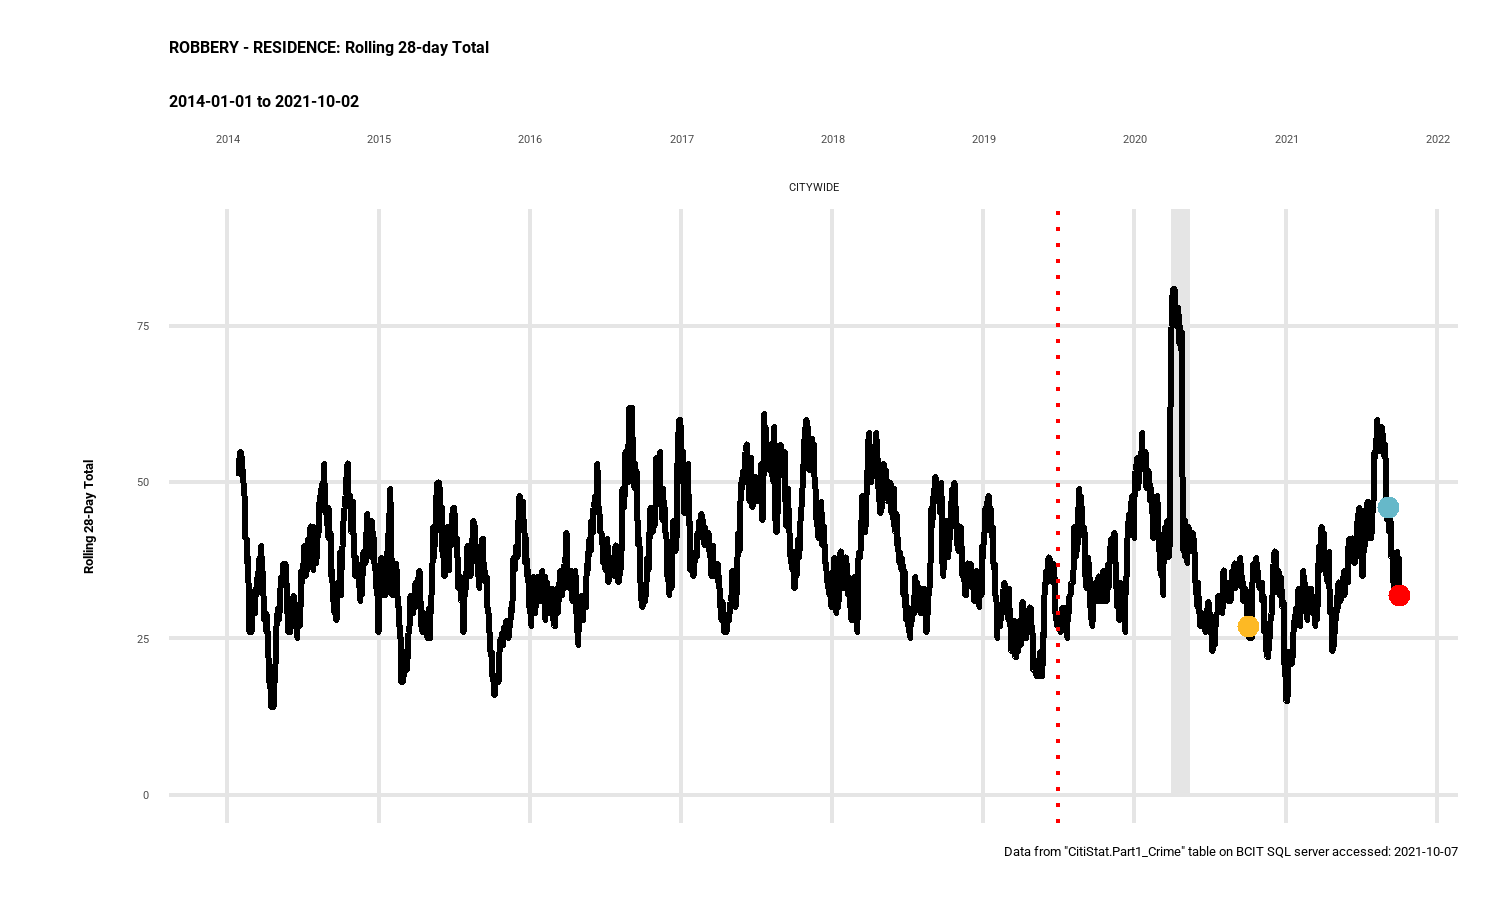 ROBBERY - RESIDENCE: Rolling 28-day Total
2014-01-01 to 2021-10-02
2014 2015 2016 2017 2018 2019 2020 2021 2022
CITYWIDE
Rolling 28-Day Total
75
50
25
0
Data from "CitiStat.Part1_Crime" table on BCIT SQL server accessed: 2021-10-07